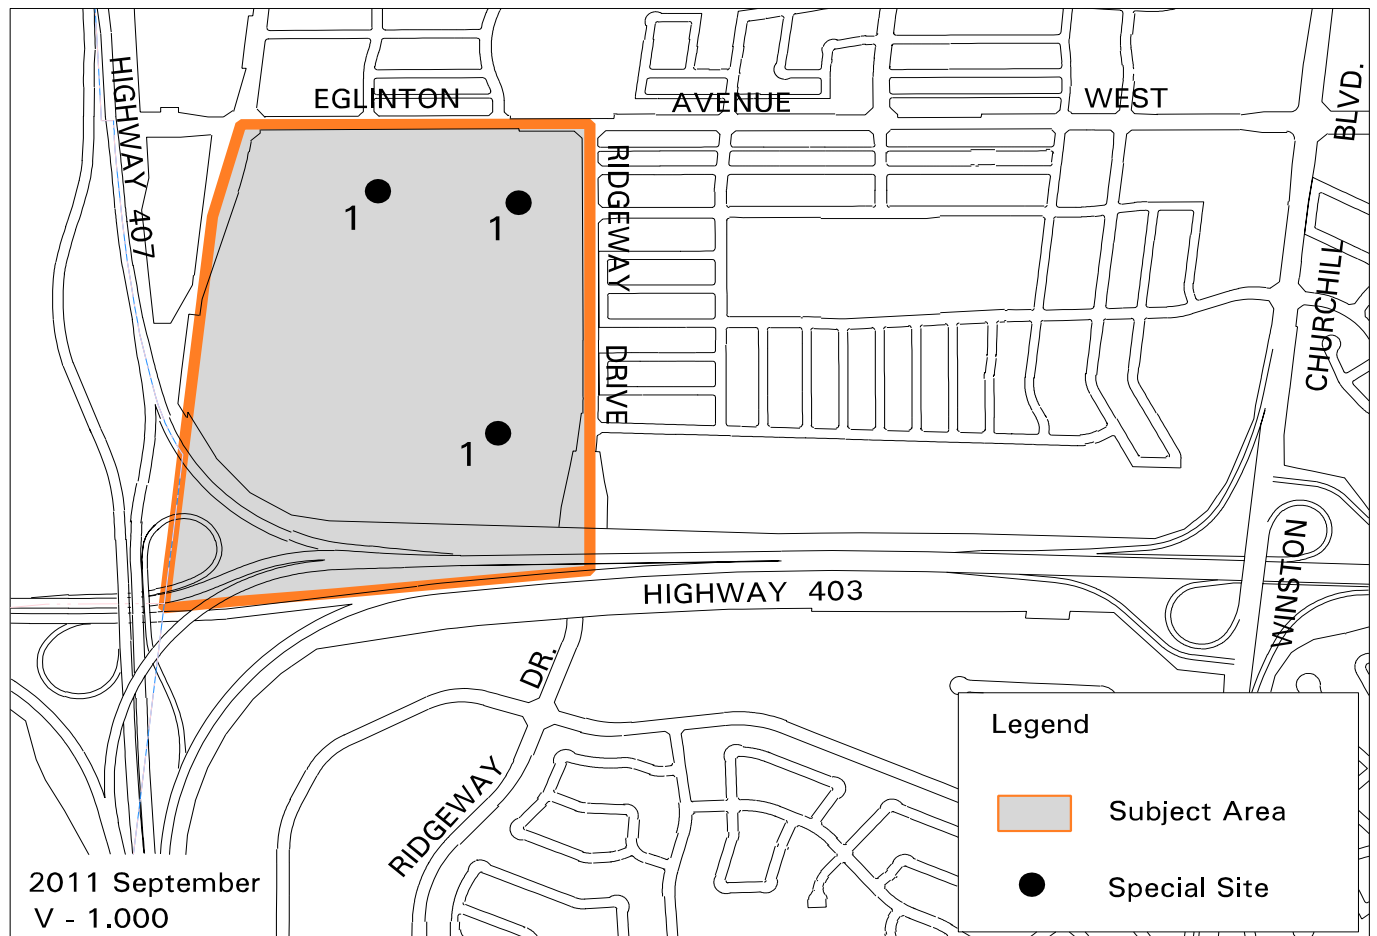 HIGHWAY 407
EGLINTON AVENUE WEST
BLVD.
RIDGEWAY DRIVE
1
1
CHURCHILL
1
WINSTON
HIGHWAY 403
DR.
RIDGEWAY
Legend
Subject Area
Special Site
2011 September
V - 1.000